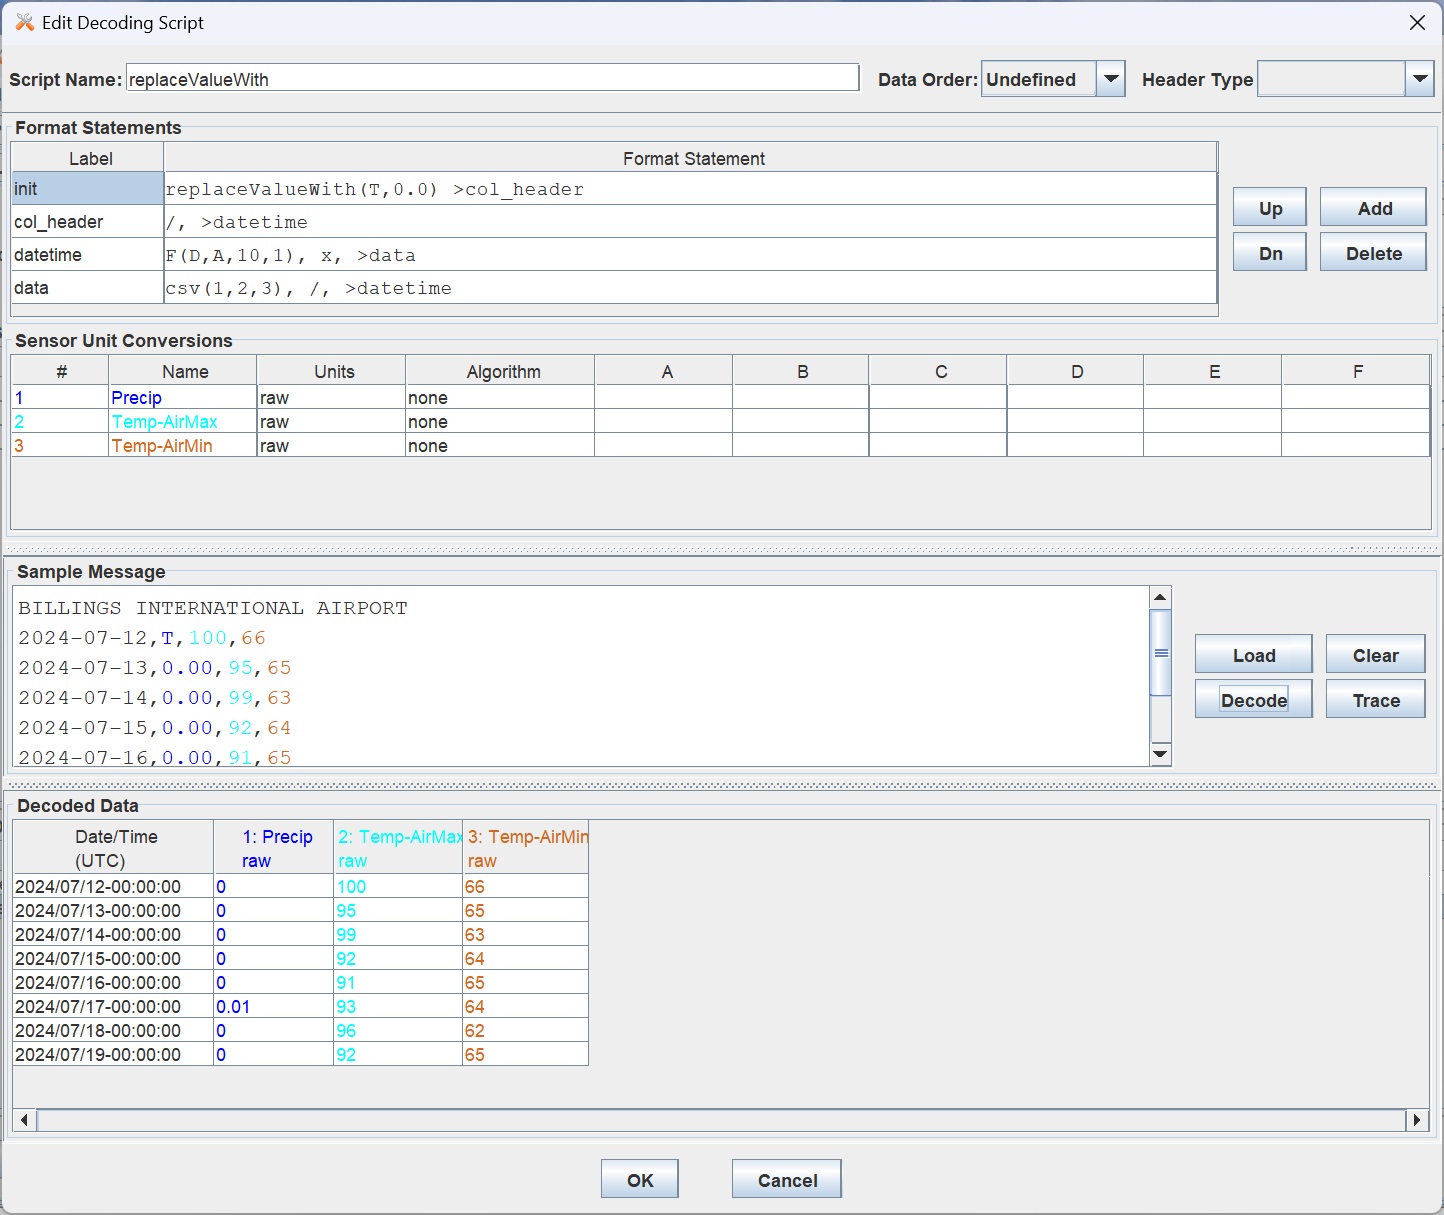 Edit Decoding Script
Script Name: replaceValueWith Data Order: Undefined Header Type
Format Statements
Label Format Statement
init replaceValueWith(T,0.0) >col_header
col_header /, >datetime
datetime F(D,A,10,1), x, >data
data csv(1,2,3), /, >datetime
Up Add
Dn Delete
Sensor Unit Conversions
# Name Units Algorithm A B C D E F
1 Precip raw none
2 Temp-AirMax raw none
3 Temp-AirMin raw none
Sample Message
BILLINGS INTERNATIONAL AIRPORT
2024-07-12,T,100,66
2024-07-13,0.00,95,65
2024-07-14,0.00,99,63
2024-07-15,0.00,92,64
2024-07-16,0.00,91,65
Load Clear
Decode Trace
Decoded Data
Date/Time 1: Precip 2: Temp-AirMax 3: Temp-AirMin
(UTC) raw raw raw
2024/07/12-00:00:00 0 100 66
2024/07/13-00:00:00 0 95 65
2024/07/14-00:00:00 0 99 63
2024/07/15-00:00:00 0 92 64
2024/07/16-00:00:00 0 91 65
2024/07/17-00:00:00 0.01 93 64
2024/07/18-00:00:00 0 96 62
2024/07/19-00:00:00 0 92 65
OK Cancel